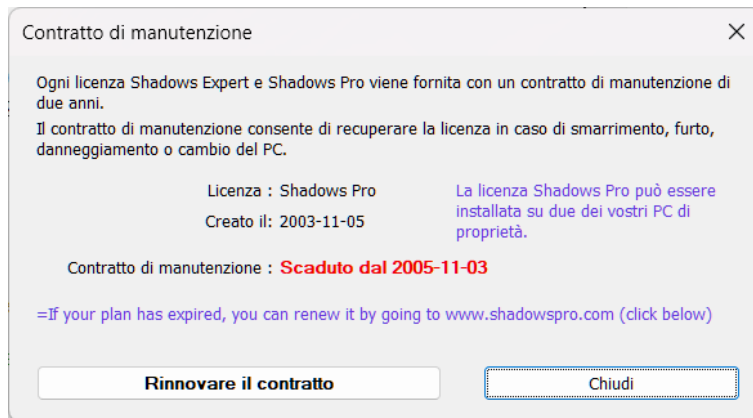 Contratto di manutenzione
Ogni licenza Shadows Expert e Shadows Pro viene fornita con un contratto di manutenzione di
due anni.
Il contratto di manutenzione consente di recuperare la licenza in caso di smarrimento, furto,
danneggiamento o cambio del PC.
Licenza : Shadows Pro
Creato il: 2003-11-05
La licenza Shadows Pro può essere
installata su due dei vostri PC di
proprietà.
Contratto di manutenzione : Scaduto dal 2005-11-03
=If your plan has expired, you can renew it by going to www.shadowspro.com (click below)
Rinnovare il contratto
Chiudi